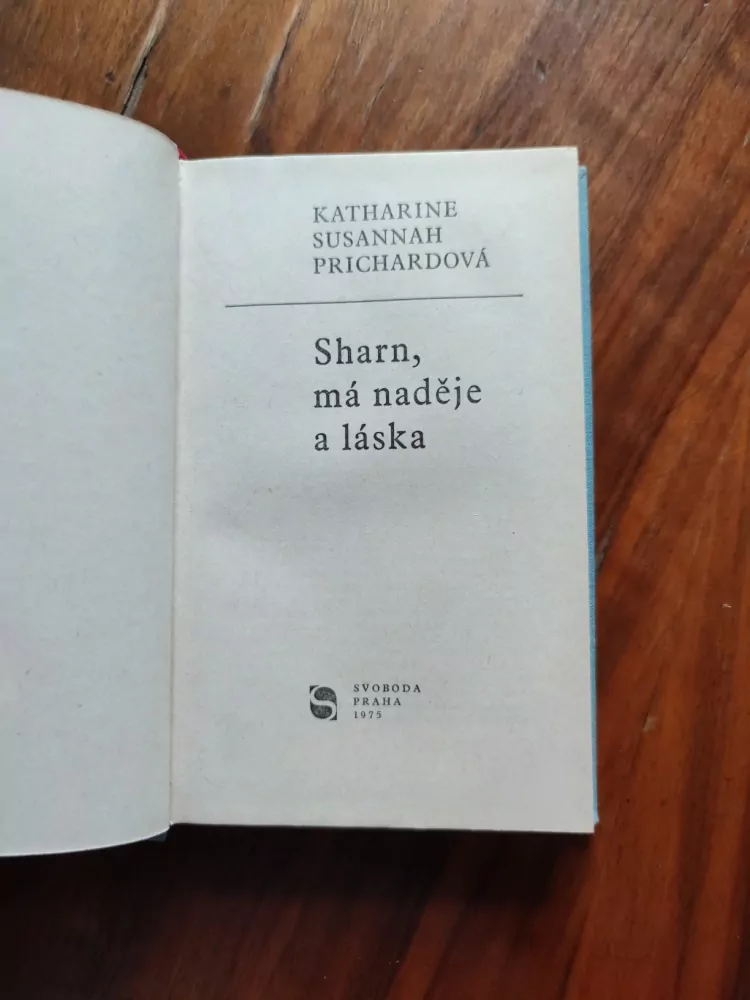 KATHARINE
SUSANNAH
PRICHARDOVÁ
Sharn,
má naděje
a láska
SVOBODA
PRAHA
1975